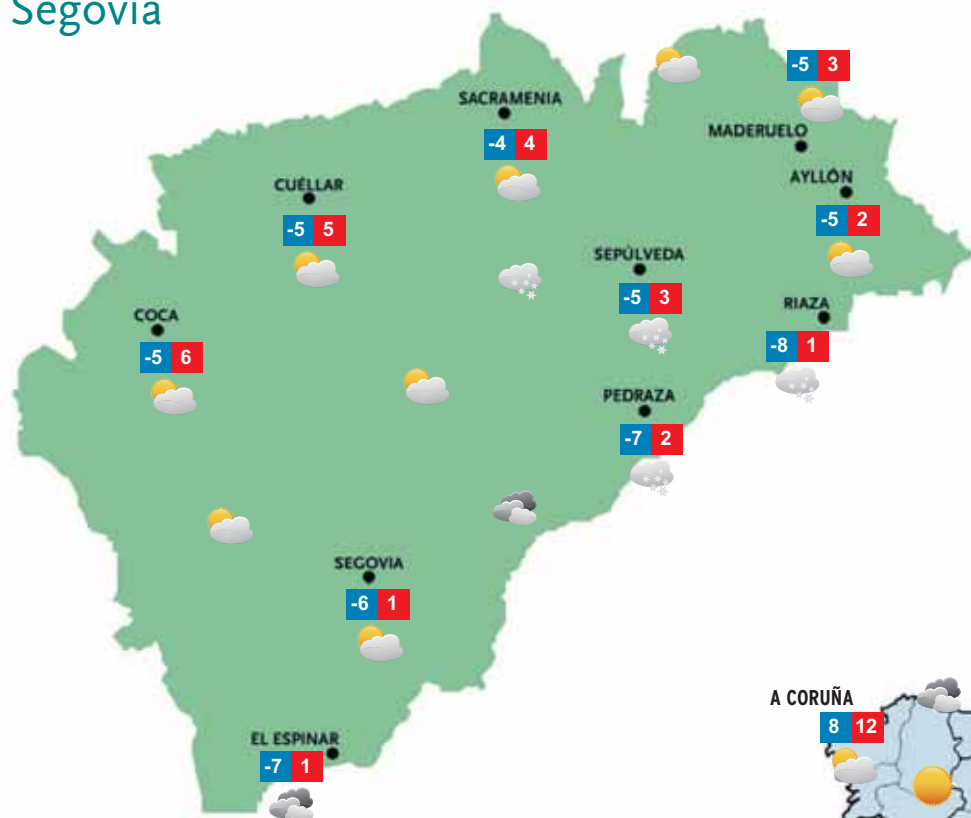 Segovia
-5 3
SACRAMENIA
-4 4
MADERUELO
AYLLÓN
-5 2
CUÉLLAR
-5 5
SEPÚLVEDA
-5 3
RIAZA
-8 1
COCA
-5 6
PEDRAZA
-7 2
SEGOVIA
-6 1
A CORUÑA
8 12
EL ESPINAR
-7 1